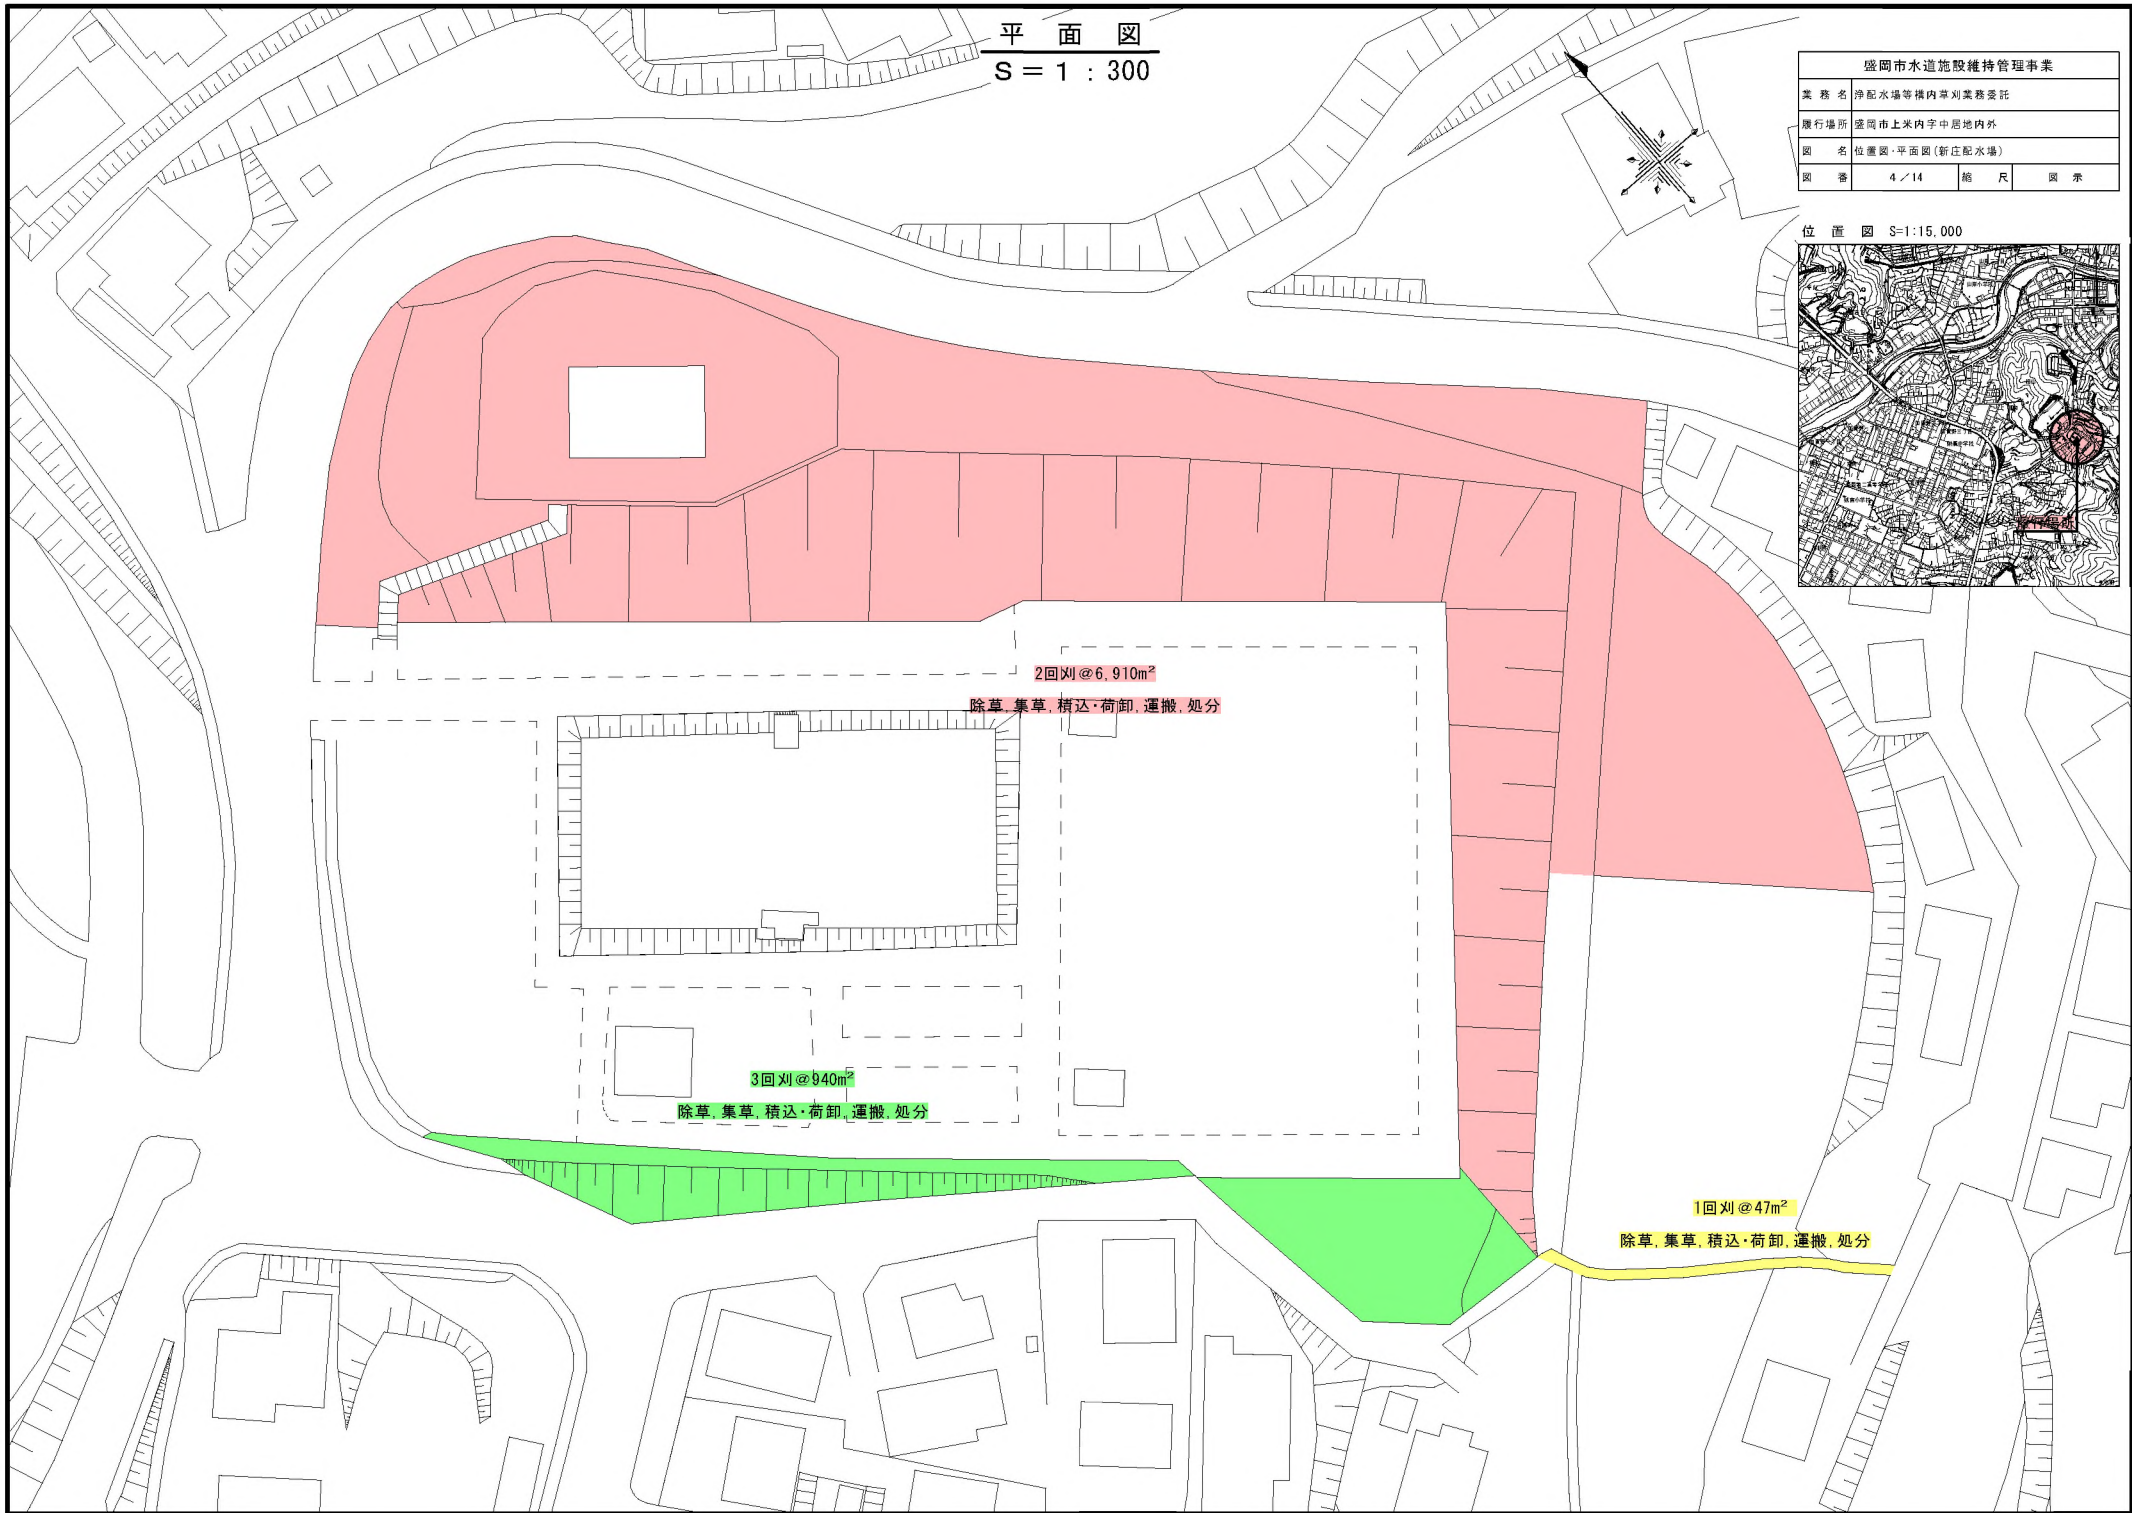 平面図
S=1:300
盛岡市水道施設維持管理事業
業務名 浄配水場等構内草刈業務委託
履行場所 盛岡市上米内字中居地内外
図名 位置図・平面図(新庄配水場)
図番 4/14 縮尺 図示
位置図 S=1:15,000
履行場所
2回刈@6,910m²
除草,集草,積込・荷卸,運搬,処分
3回刈@940m²
除草,集草,積込・荷卸,運搬,処分
1回刈@47m²
除草,集草,積込・荷卸,運搬,処分